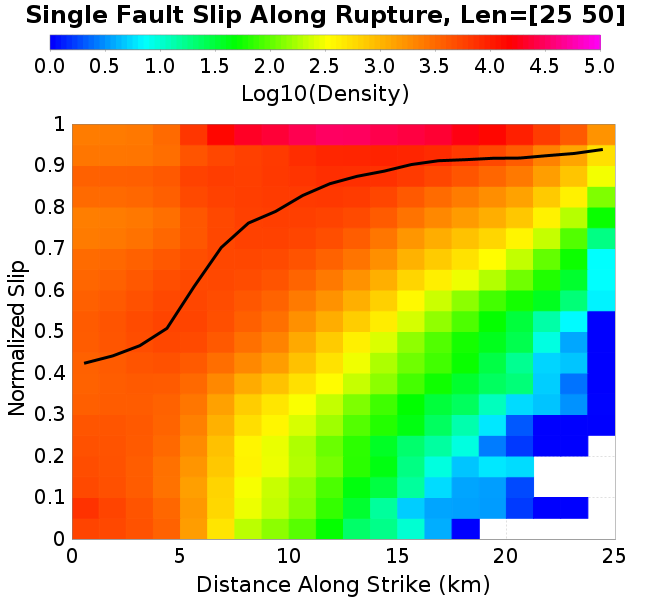 Single Fault Slip Along Rupture, Len=[25 50]
0.0 0.5 1.0 1.5 2.0 2.5 3.0 3.5 4.0 4.5 5.0
Log10(Density)
1
0.9
0.8
0.7
0.6
0.5
0.4
0.3
0.2
0.1
0
Normalized Slip
0 5 10 15 20 25
Distance Along Strike (km)